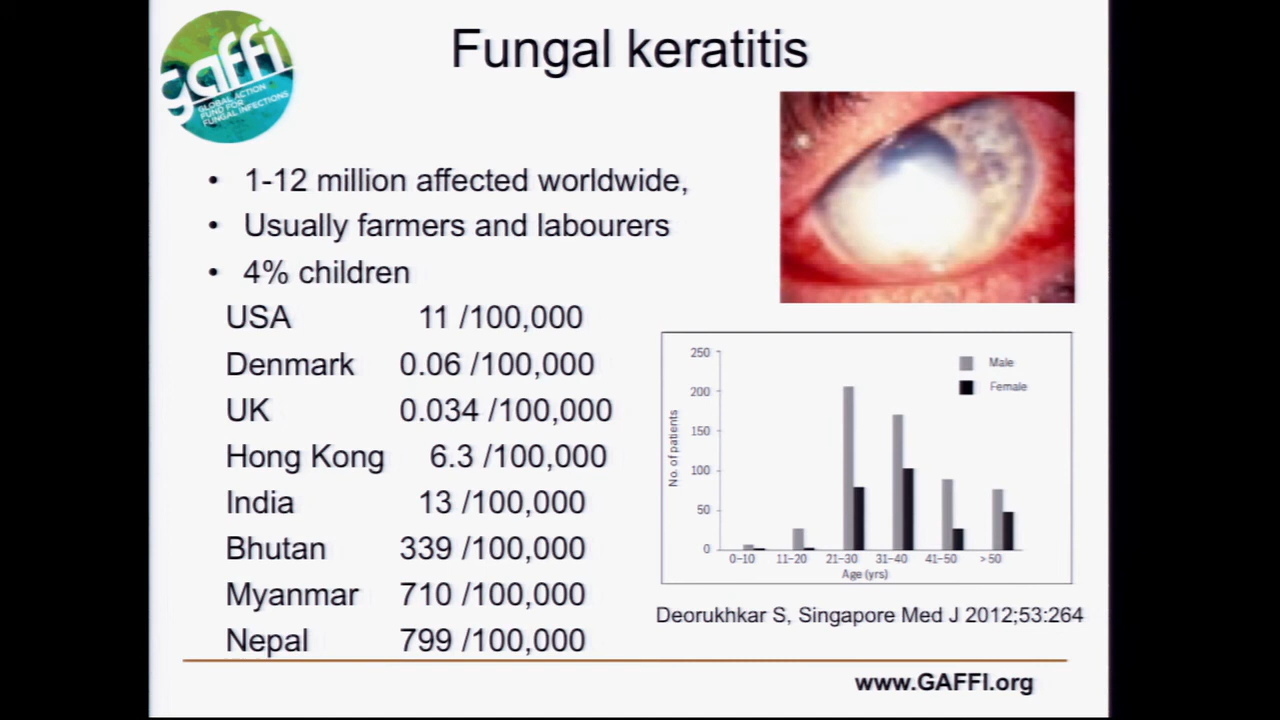 Fungal keratitis
gaffi
GLOBAL ACTION
FUND FOR
FUNGAL INFECTIONS
• 1-12 million affected worldwide,
• Usually farmers and labourers
• 4% children
USA 11 /100,000
Denmark 0.06 /100,000
UK 0.034 /100,000
Hong Kong 6.3 /100,000
India 13 /100,000
Bhutan 339 /100,000
Myanmar 710 /100,000
Nepal 799 /100,000
250
200
150
100
50
0
No. of patients
Male
Female
0–10 11–20 21–30 31–40 41–50 >50
Age (yrs)
Deorukhkar S, Singapore Med J 2012;53:264
www.GAFFI.org